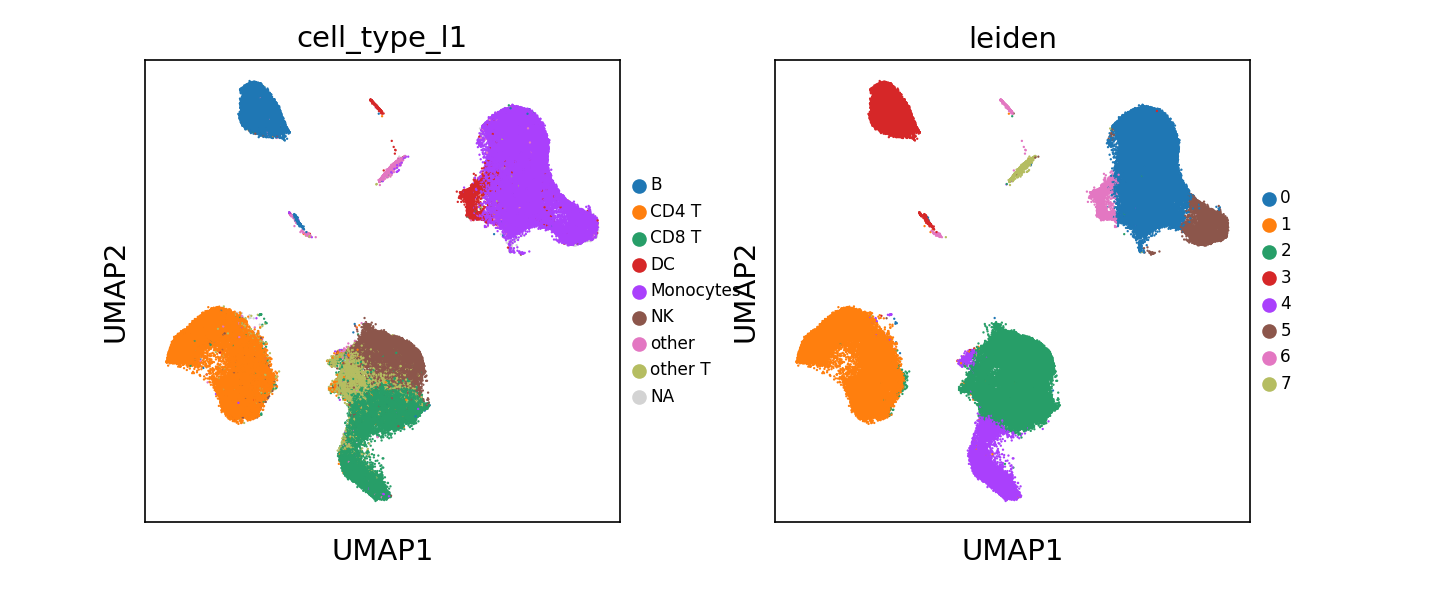 cell_type_l1
UMAP2
UMAP1
B
CD4 T
CD8 T
DC
Monocytes
NK
other
other T
NA
leiden
UMAP2
UMAP1
0
1
2
3
4
5
6
7